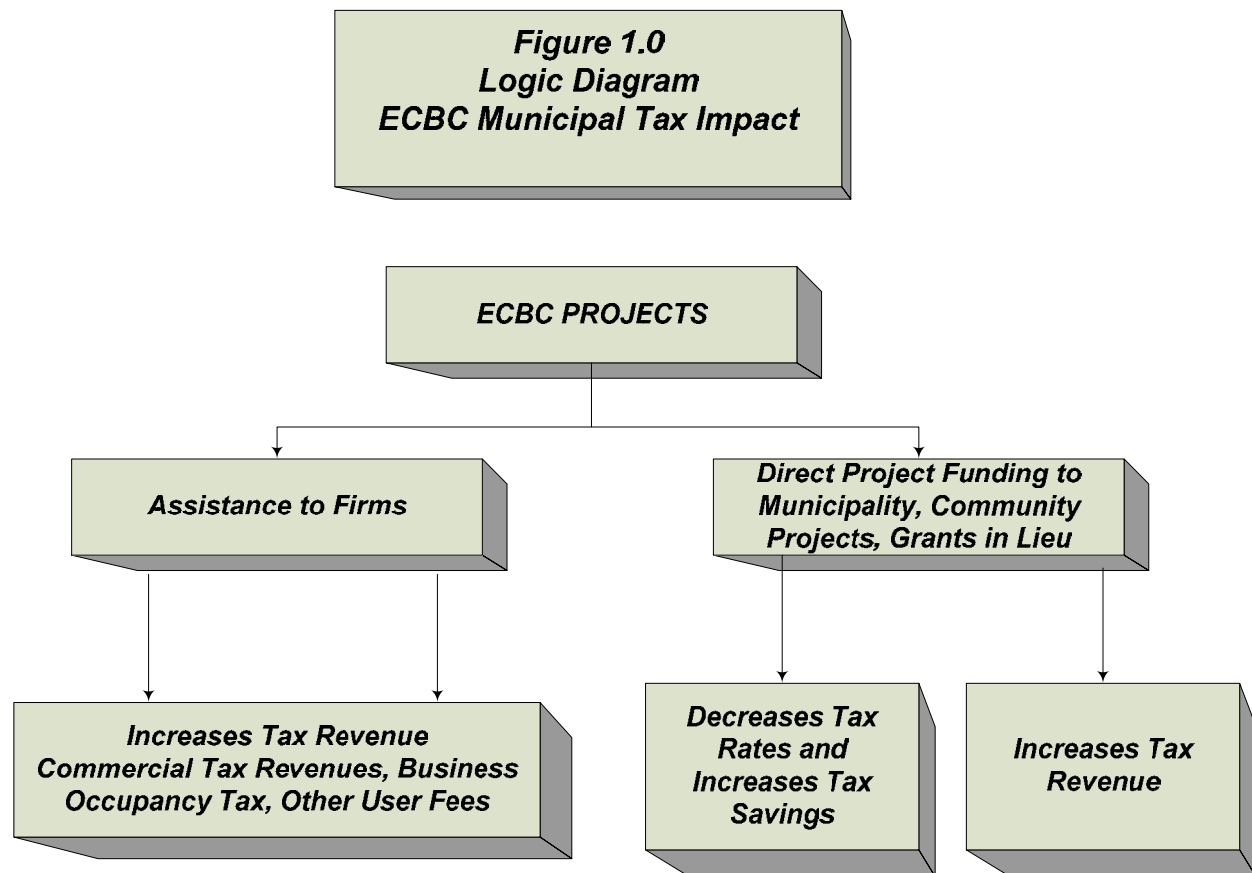 Figure 1.0
Logic Diagram
ECBC Municipal Tax Impact
ECBC PROJECTS
Assistance to Firms
Direct Project Funding to
Municipality, Community
Projects, Grants in Lieu
Increases Tax Revenue
Commercial Tax Revenues, Business
Occupancy Tax, Other User Fees
Decreases Tax
Rates and
Increases Tax
Savings
Increases Tax
Revenue